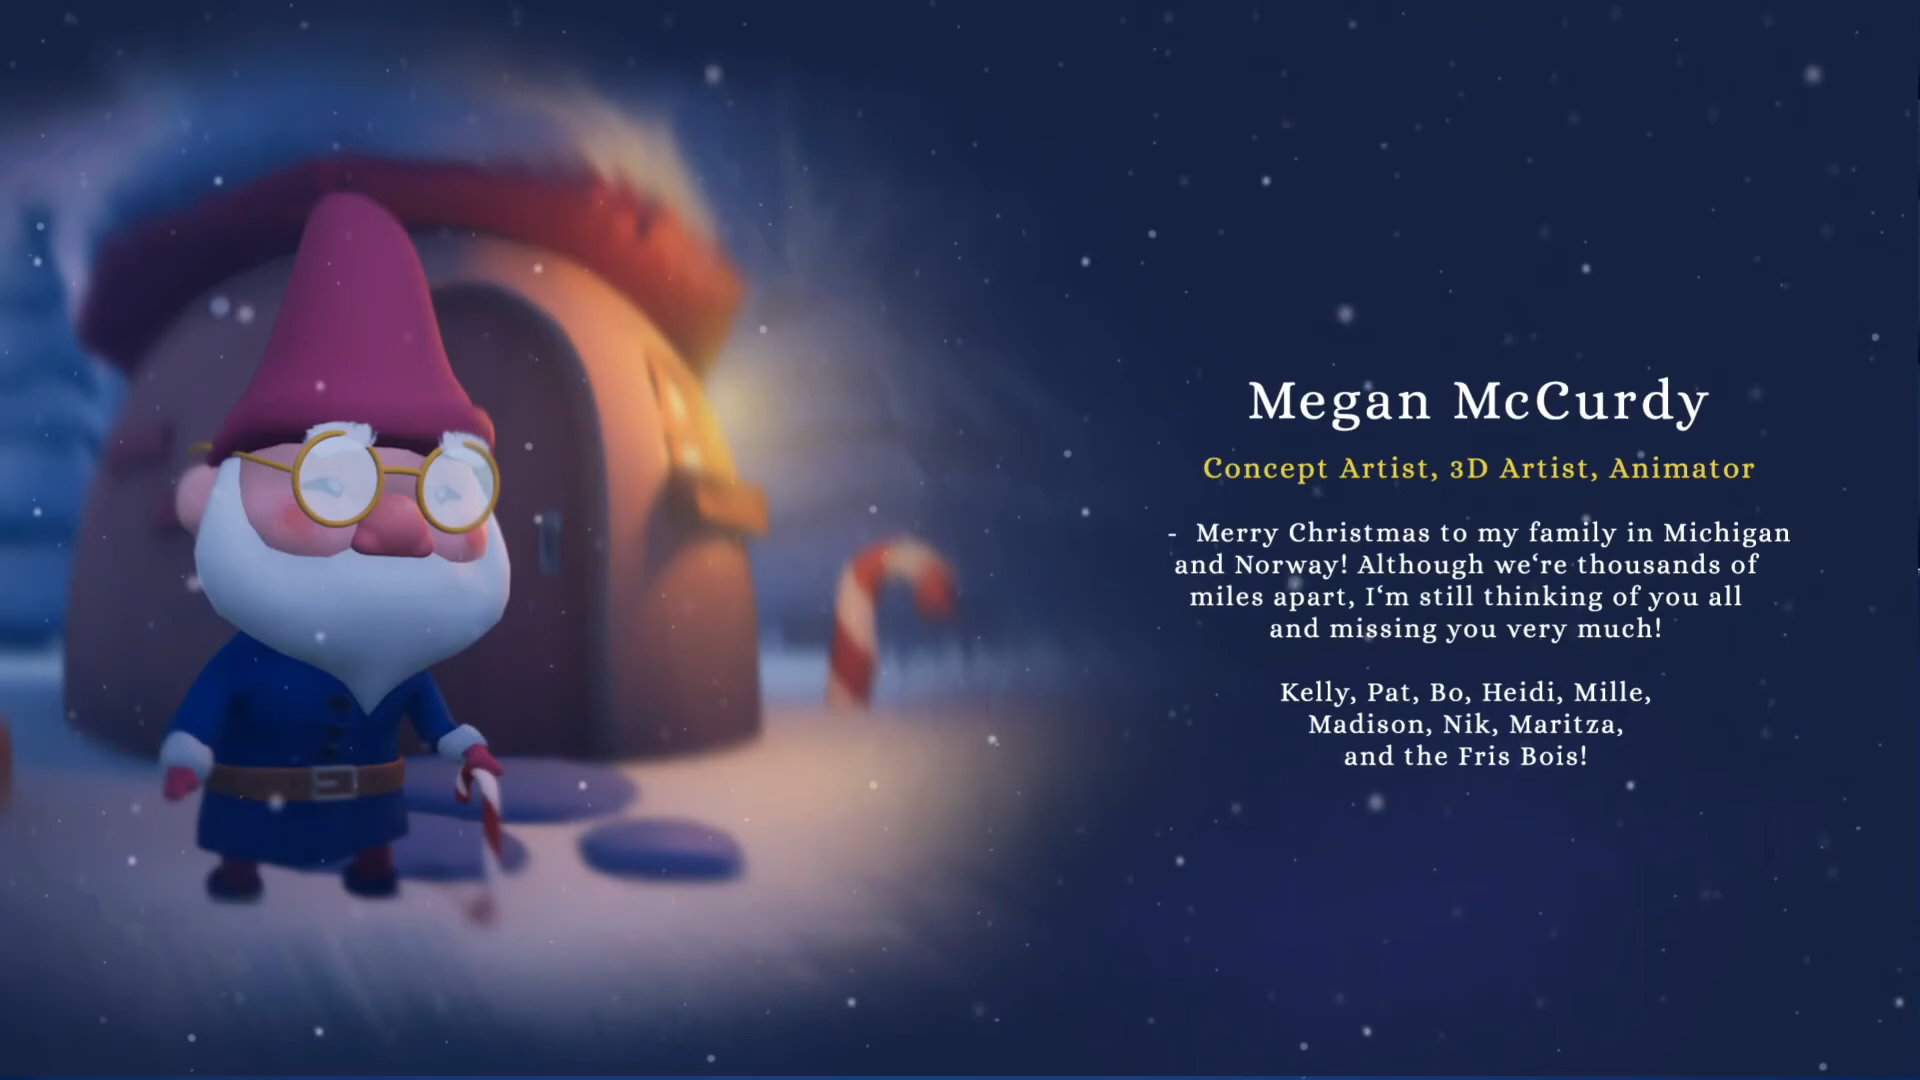 Megan McCurdy
Concept Artist, 3D Artist, Animator
- Merry Christmas to my family in Michigan
and Norway! Although we‘re thousands of
miles apart, I‘m still thinking of you all
and missing you very much!
Kelly, Pat, Bo, Heidi, Mille,
Madison, Nik, Maritza,
and the Fris Bois!